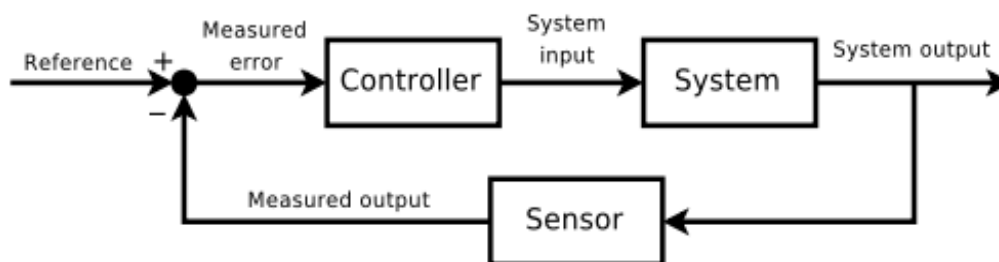 Reference
+
−
Measured
error
Controller
System
input
System
System output
Measured output
Sensor